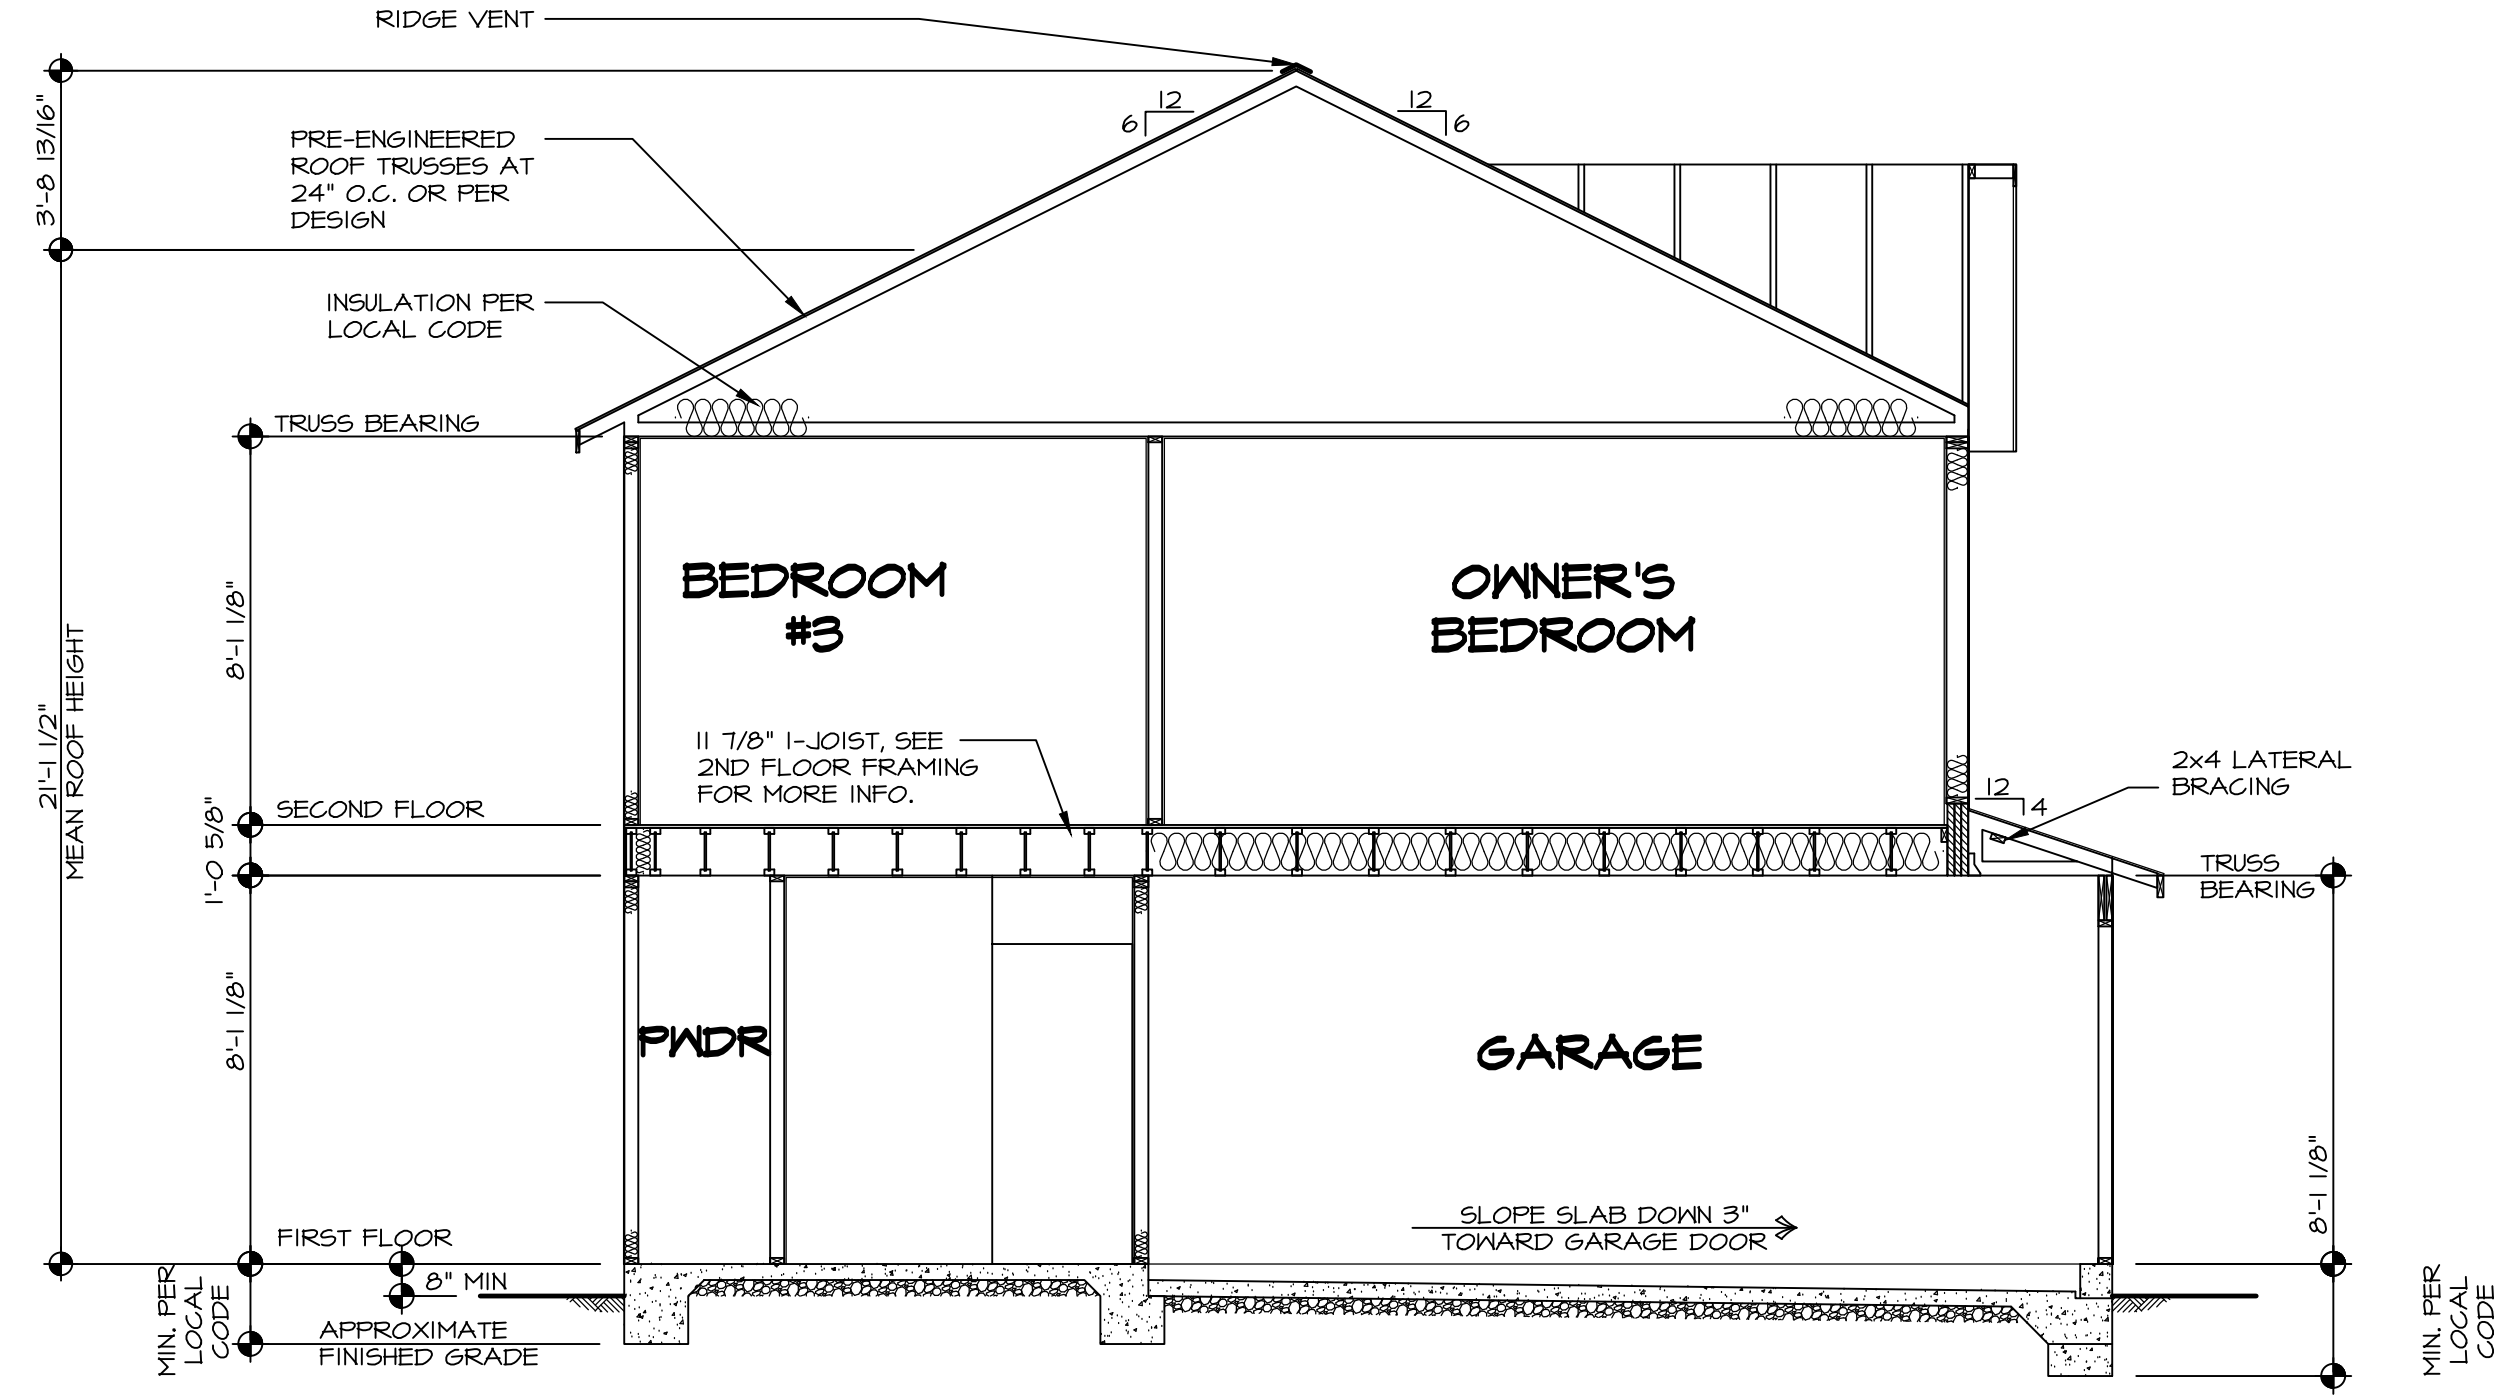 RIDGE VENT
3'-8 13/16"
12
6
12
6
PRE-ENGINEERED
ROOF TRUSSES AT
24" O.C. OR PER
DESIGN
INSULATION PER
LOCAL CODE
TRUSS BEARING
8'-1 1/8"
21'-1 1/2"
MEAN ROOF HEIGHT
BEDROOM
#3
OWNER'S
BEDROOM
11 7/8" I-JOIST, SEE
2ND FLOOR FRAMING
FOR MORE INFO.
SECOND FLOOR
1'-0 5/8"
12
4
2x4 LATERAL
BRACING
TRUSS
BEARING
8'-1 1/8"
PWDR
GARAGE
8'-1 1/8"
SLOPE SLAB DOWN 3"
TOWARD GARAGE DOOR
FIRST FLOOR
8" MIN
MIN. PER
LOCAL
CODE
APPROXIMATE
FINISHED GRADE
MIN. PER
LOCAL
CODE